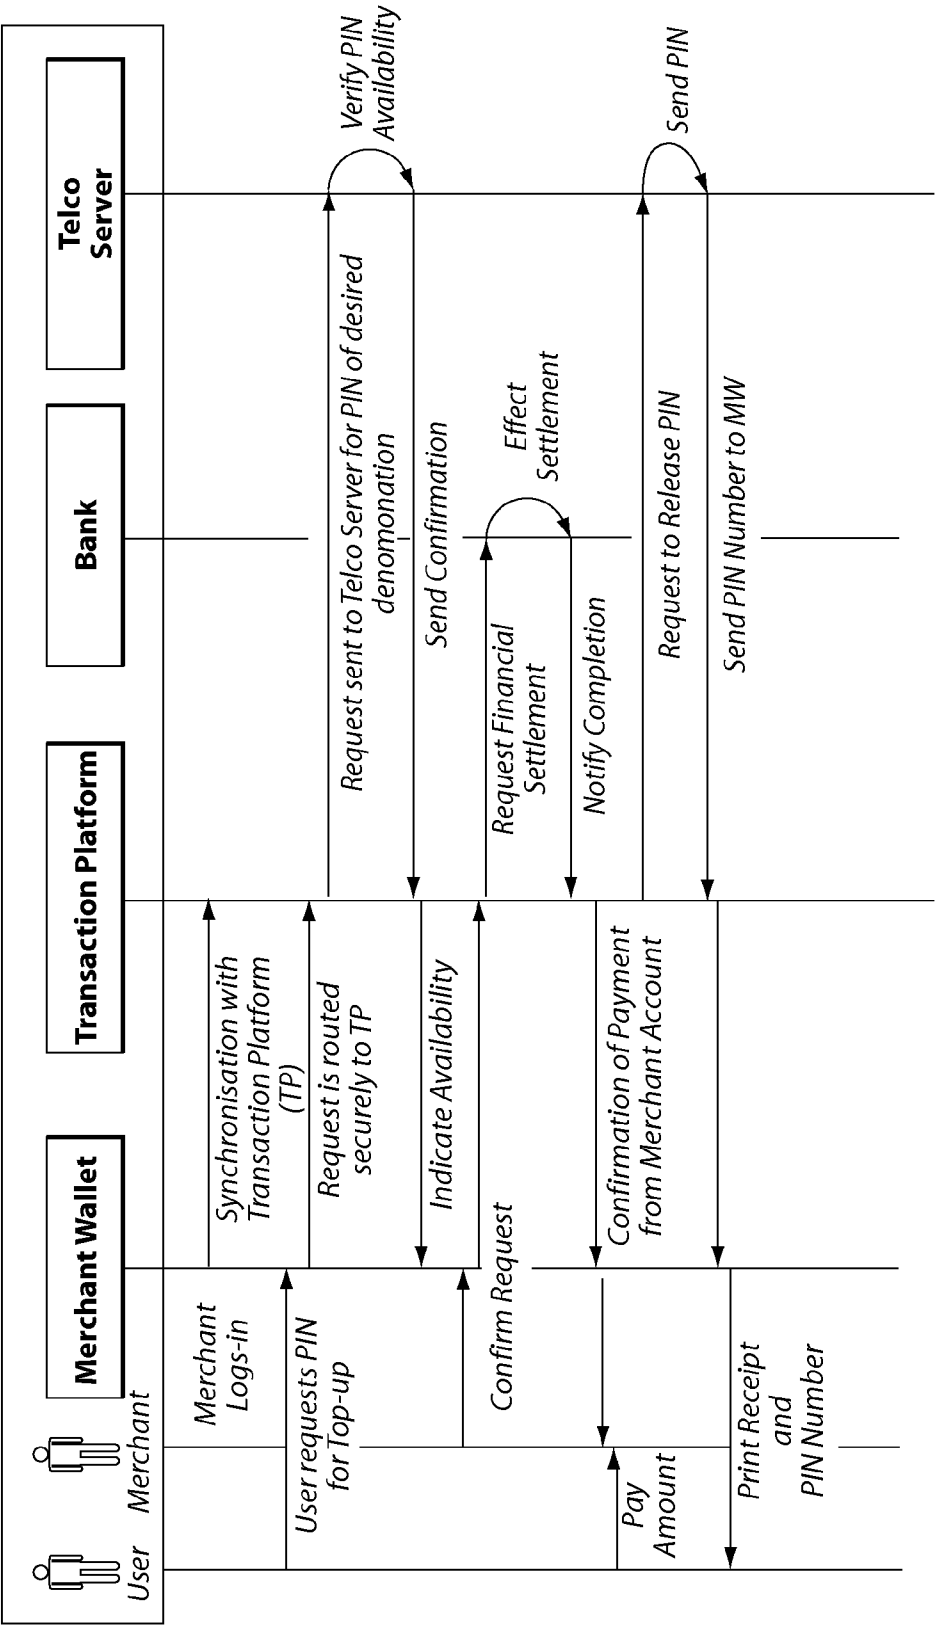 User
Merchant
Merchant Wallet
Transaction Platform
Bank
Telco
Server
Merchant
Logs-in
Synchronisation with
Transaction Platform
(TP)
User requests PIN
for Top-up
Request is routed
securely to TP
Request sent to Telco Server for PIN of desired
denomonation
Verify PIN
Availability
Send Confirmation
Indicate Availability
Confirm Request
Request Financial
Settlement
Effect
Settlement
Notify Completion
Confirmation of Payment
from Merchant Account
Pay
Amount
Request to Release PIN
Send PIN
Send PIN Number to MW
Print Receipt
and
PIN Number